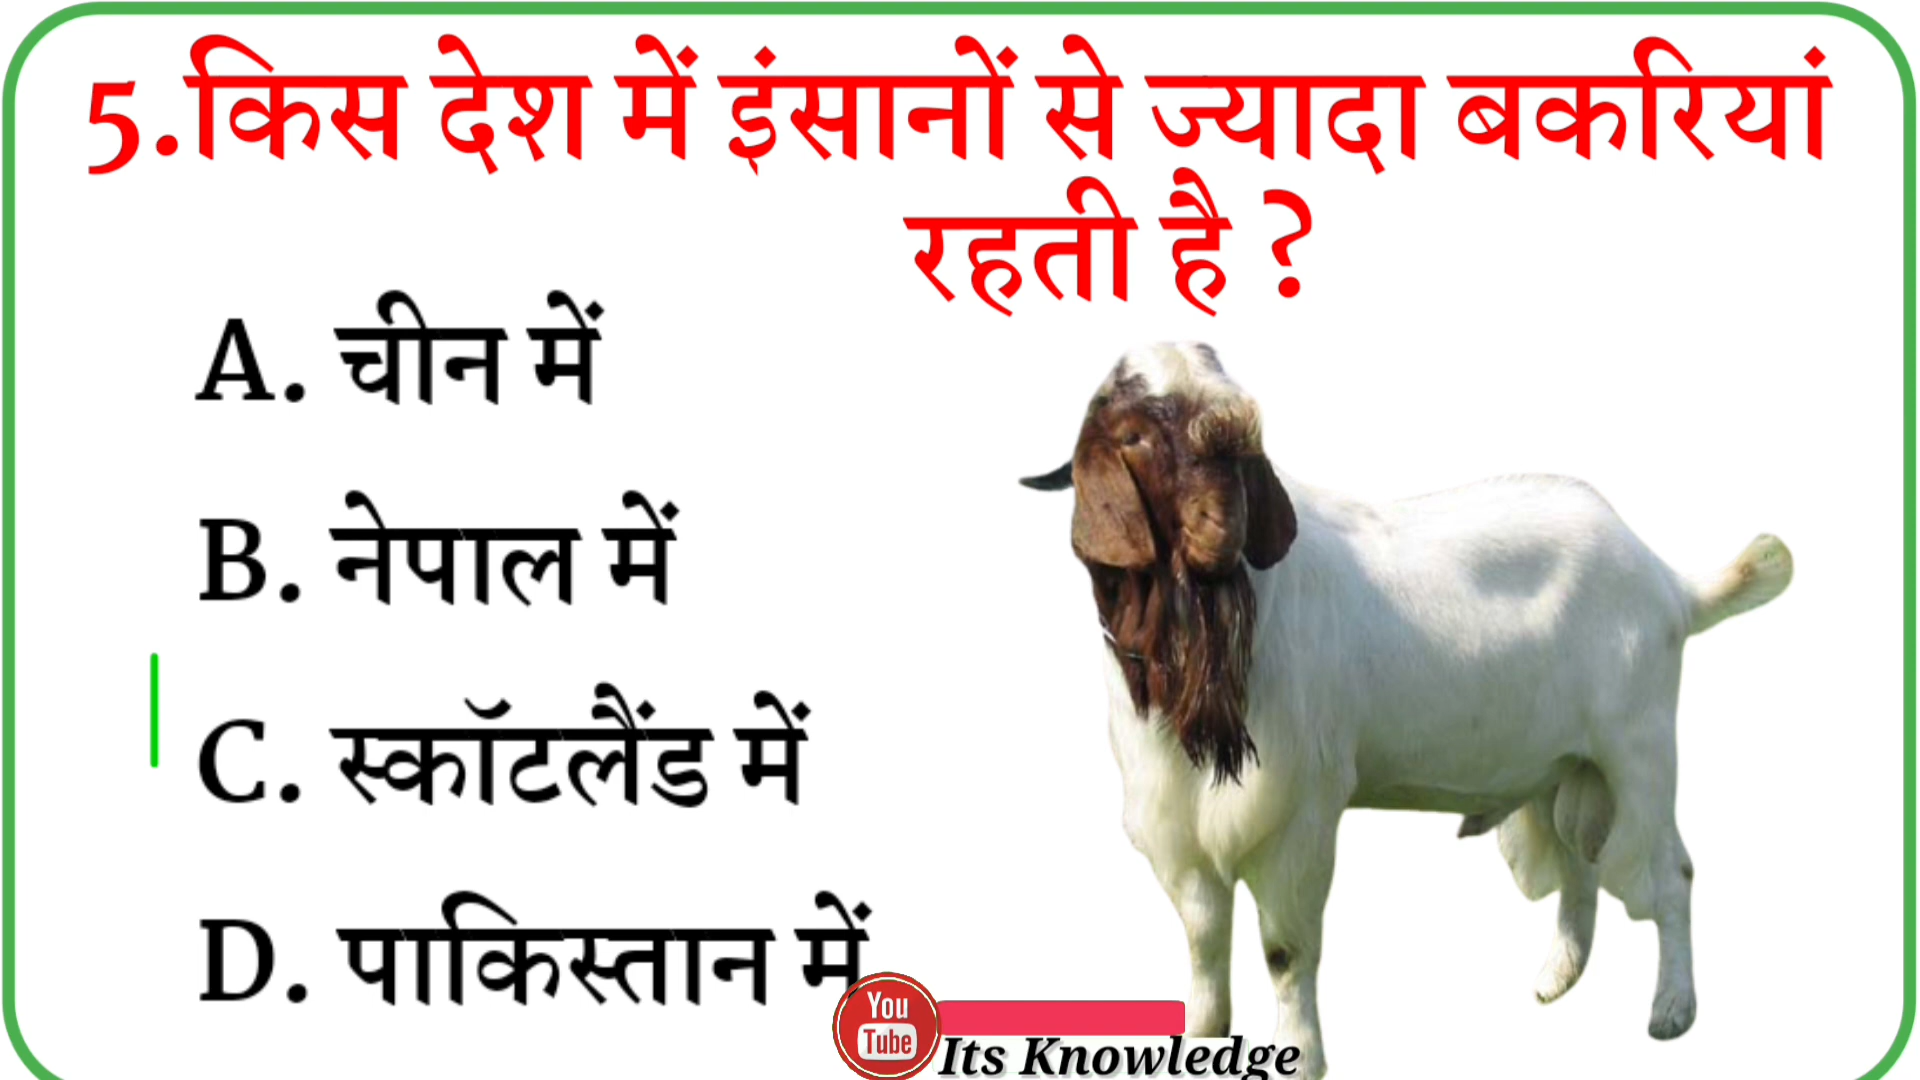 5.किस देश में इंसानों से ज्यादा बकरियां
रहती है ?
A. चीन में
B. नेपाल में
C. स्कॉटलैंड में
D. पाकिस्तान में
You
Tube
Its Knowledge